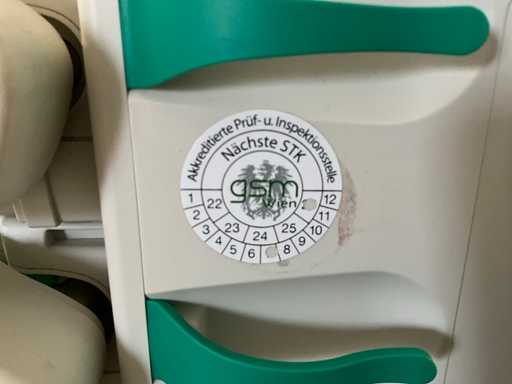 Akkreditierte Prüf- u. Inspektionsstelle
Nächste STK
gsm
wien
22 23 24 25
1 2 3 4 5 6 8 9 10 11 12